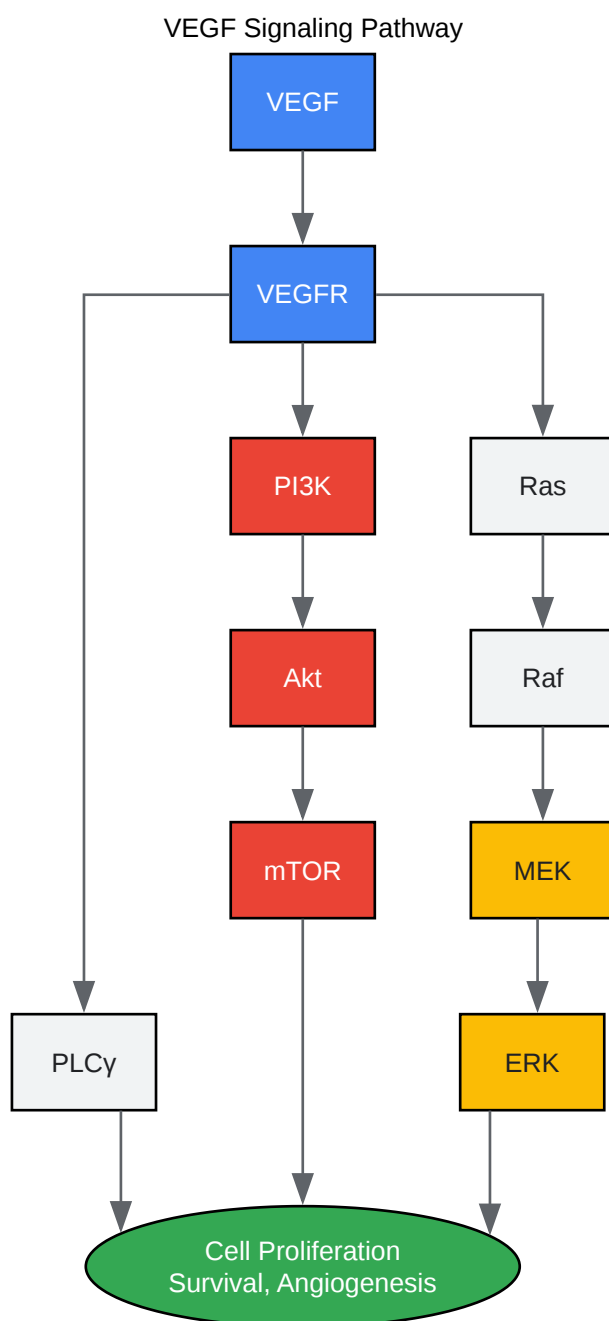 VEGF Signaling Pathway
VEGF
VEGFR
PI3K
Ras
Akt
Raf
mTOR
MEK
PLCγ
ERK
Cell Proliferation
Survival, Angiogenesis